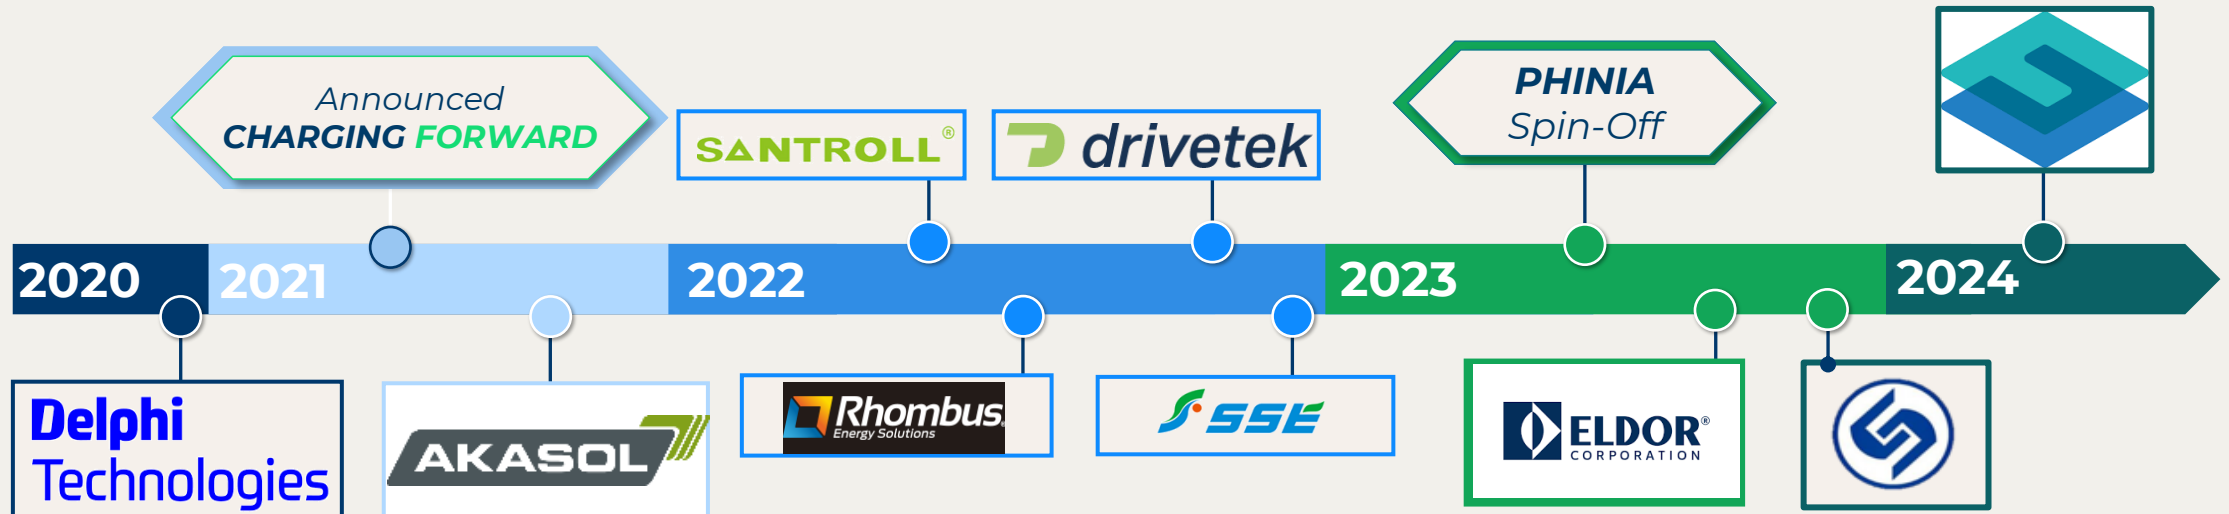 Announced
CHARGING FORWARD
SANTROLL®
drivetek
PHINIA
Spin-Off
2020
2021
2022
2023
2024
Delphi
Technologies
AKASOL
Rhombus
Energy Solutions
SSE
ELDOR®
CORPORATION